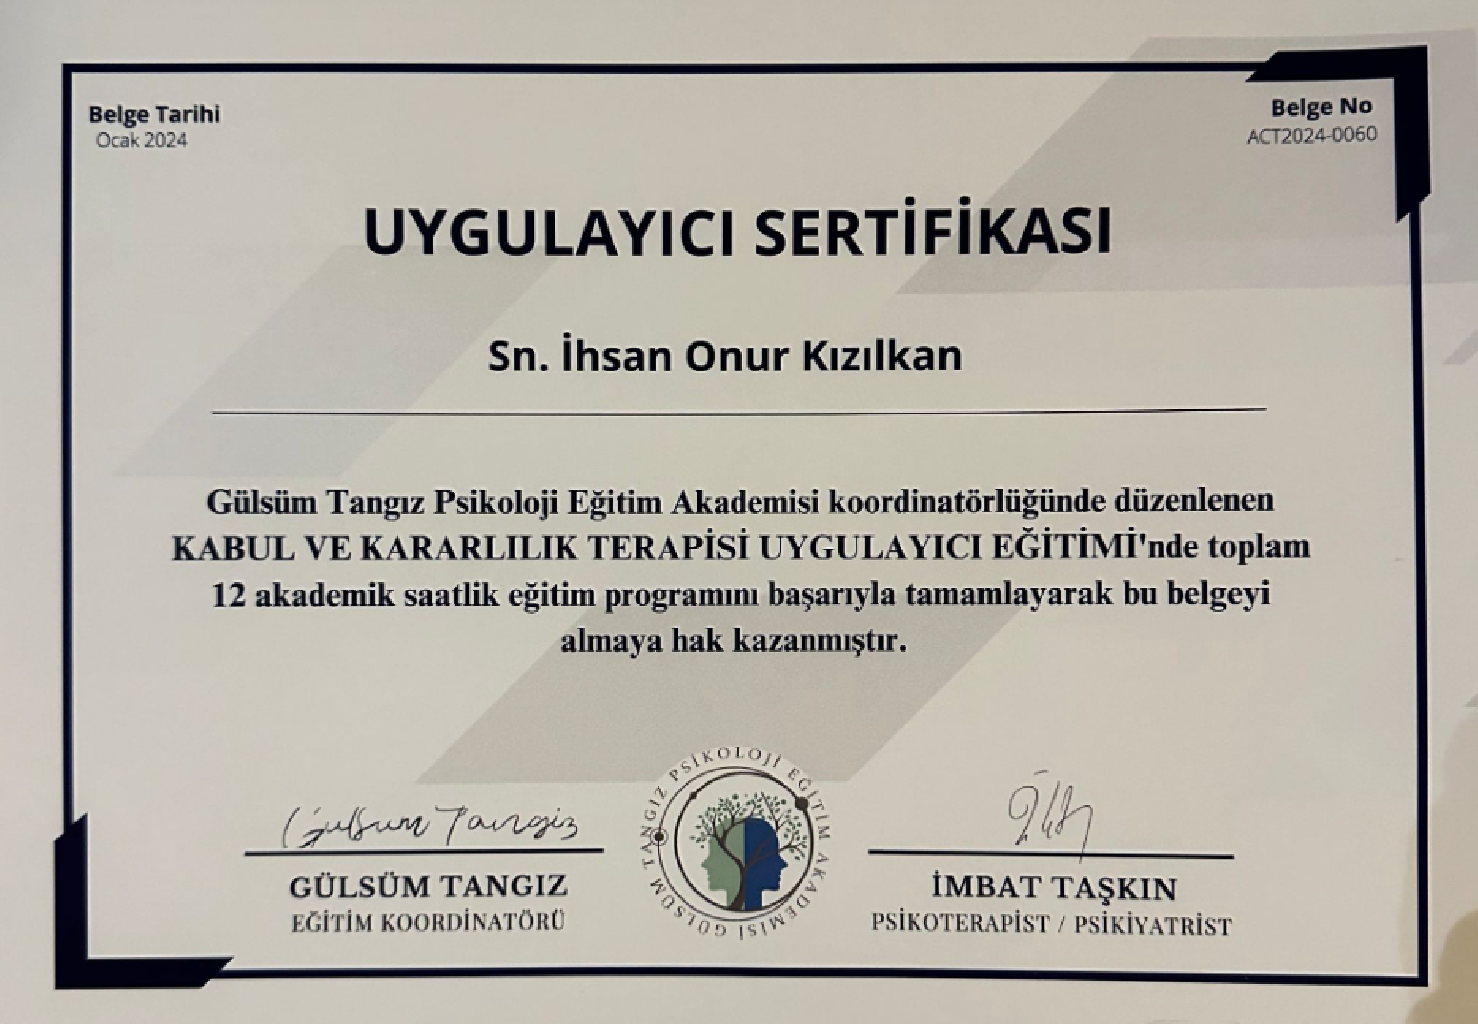 Belge Tarihi
Ocak 2024
Belge No
ACT2024-0060
UYGULAYICI SERTİFİKASI
Sn. İhsan Onur Kızılkan
Gülsüm Tangız Psikoloji Eğitim Akademisi koordinatörlüğünde düzenlenen
KABUL VE KARARLILIK TERAPİSİ UYGULAYICI EĞİTİMİ'nde toplam
12 akademik saatlik eğitim programını başarıyla tamamlayarak bu belgeyi
almaya hak kazanmıştır.
Gülsüm Tangız
GÜLSÜM TANGIZ
EĞİTİM KOORDİNATÖRÜ
GÜLSÜM TANGIZ PSİKOLOJİ EĞİTİM AKADEMİSİ
İMBAT TAŞKIN
PSİKOTERAPİST / PSİKİYATRİST